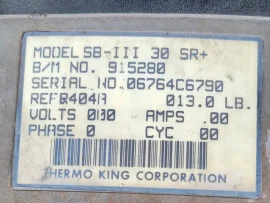 MODEL SB-III 30 SR+
B/M NO. 915280
SERIAL NO. 06764C6790
REFR404A 013.0 LB.
VOLTS 000 AMPS .00
PHASE 0 CYC 00
THERMO KING CORPORATION